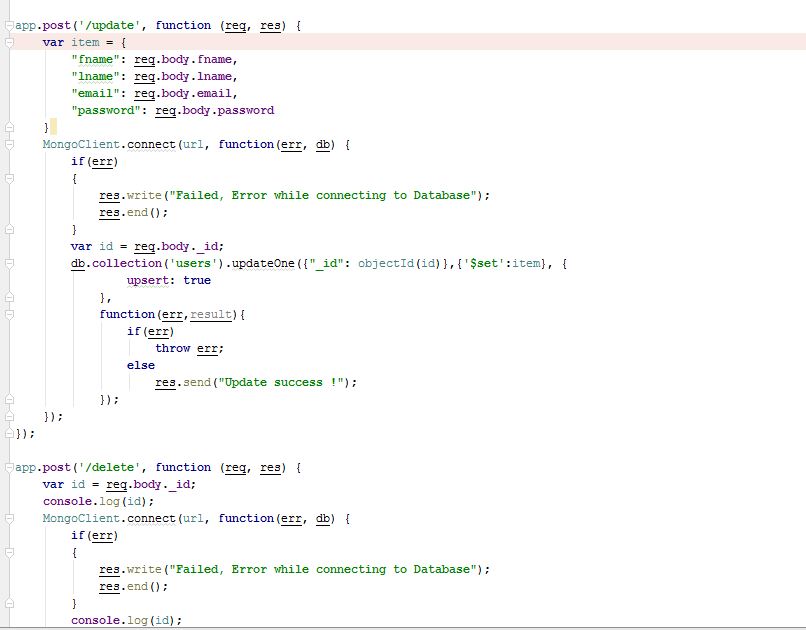 app.post('/update', function (req, res) {
    var item = {
        "fname": req.body.fname,
        "lname": req.body.lname,
        "email": req.body.email,
        "password": req.body.password
    }
    MongoClient.connect(url, function(err, db) {
        if(err)
        {
            res.write("Failed, Error while connecting to Database");
            res.end();
        }
        var id = req.body._id;
        db.collection('users').updateOne({"_id": objectId(id)},{'$set':item}, {
                upsert: true
            },
            function(err,result){
                if(err)
                    throw err;
                else
                    res.send("Update success !");
            });
    });
});

app.post('/delete', function (req, res) {
    var id = req.body._id;
    console.log(id);
    MongoClient.connect(url, function(err, db) {
        if(err)
        {
            res.write("Failed, Error while connecting to Database");
            res.end();
        }
        console.log(id);